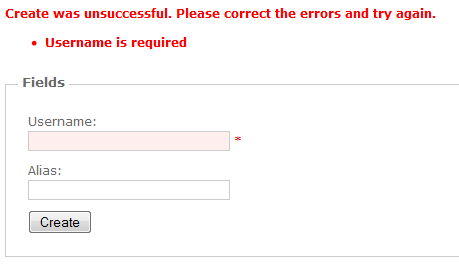 Create was unsuccessful. Please correct the errors and try again.
• Username is required
Fields
Username:
*
Alias:
Create